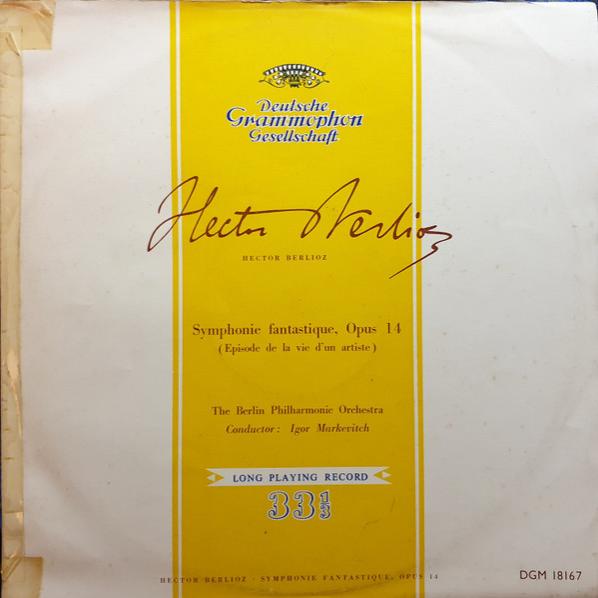 Deutsche
Grammophon
Gesellschaft
Hector Berlioz
HECTOR BERLIOZ
Symphonie fantastique, Opus 14
(Episode de la vie d'un artiste)
The Berlin Philharmonic Orchestra
Conductor: Igor Markevitch
LONG PLAYING RECORD
33⅓
HECTOR BERLIOZ · SYMPHONIE FANTASTIQUE, OPUS 14
DGM 18167